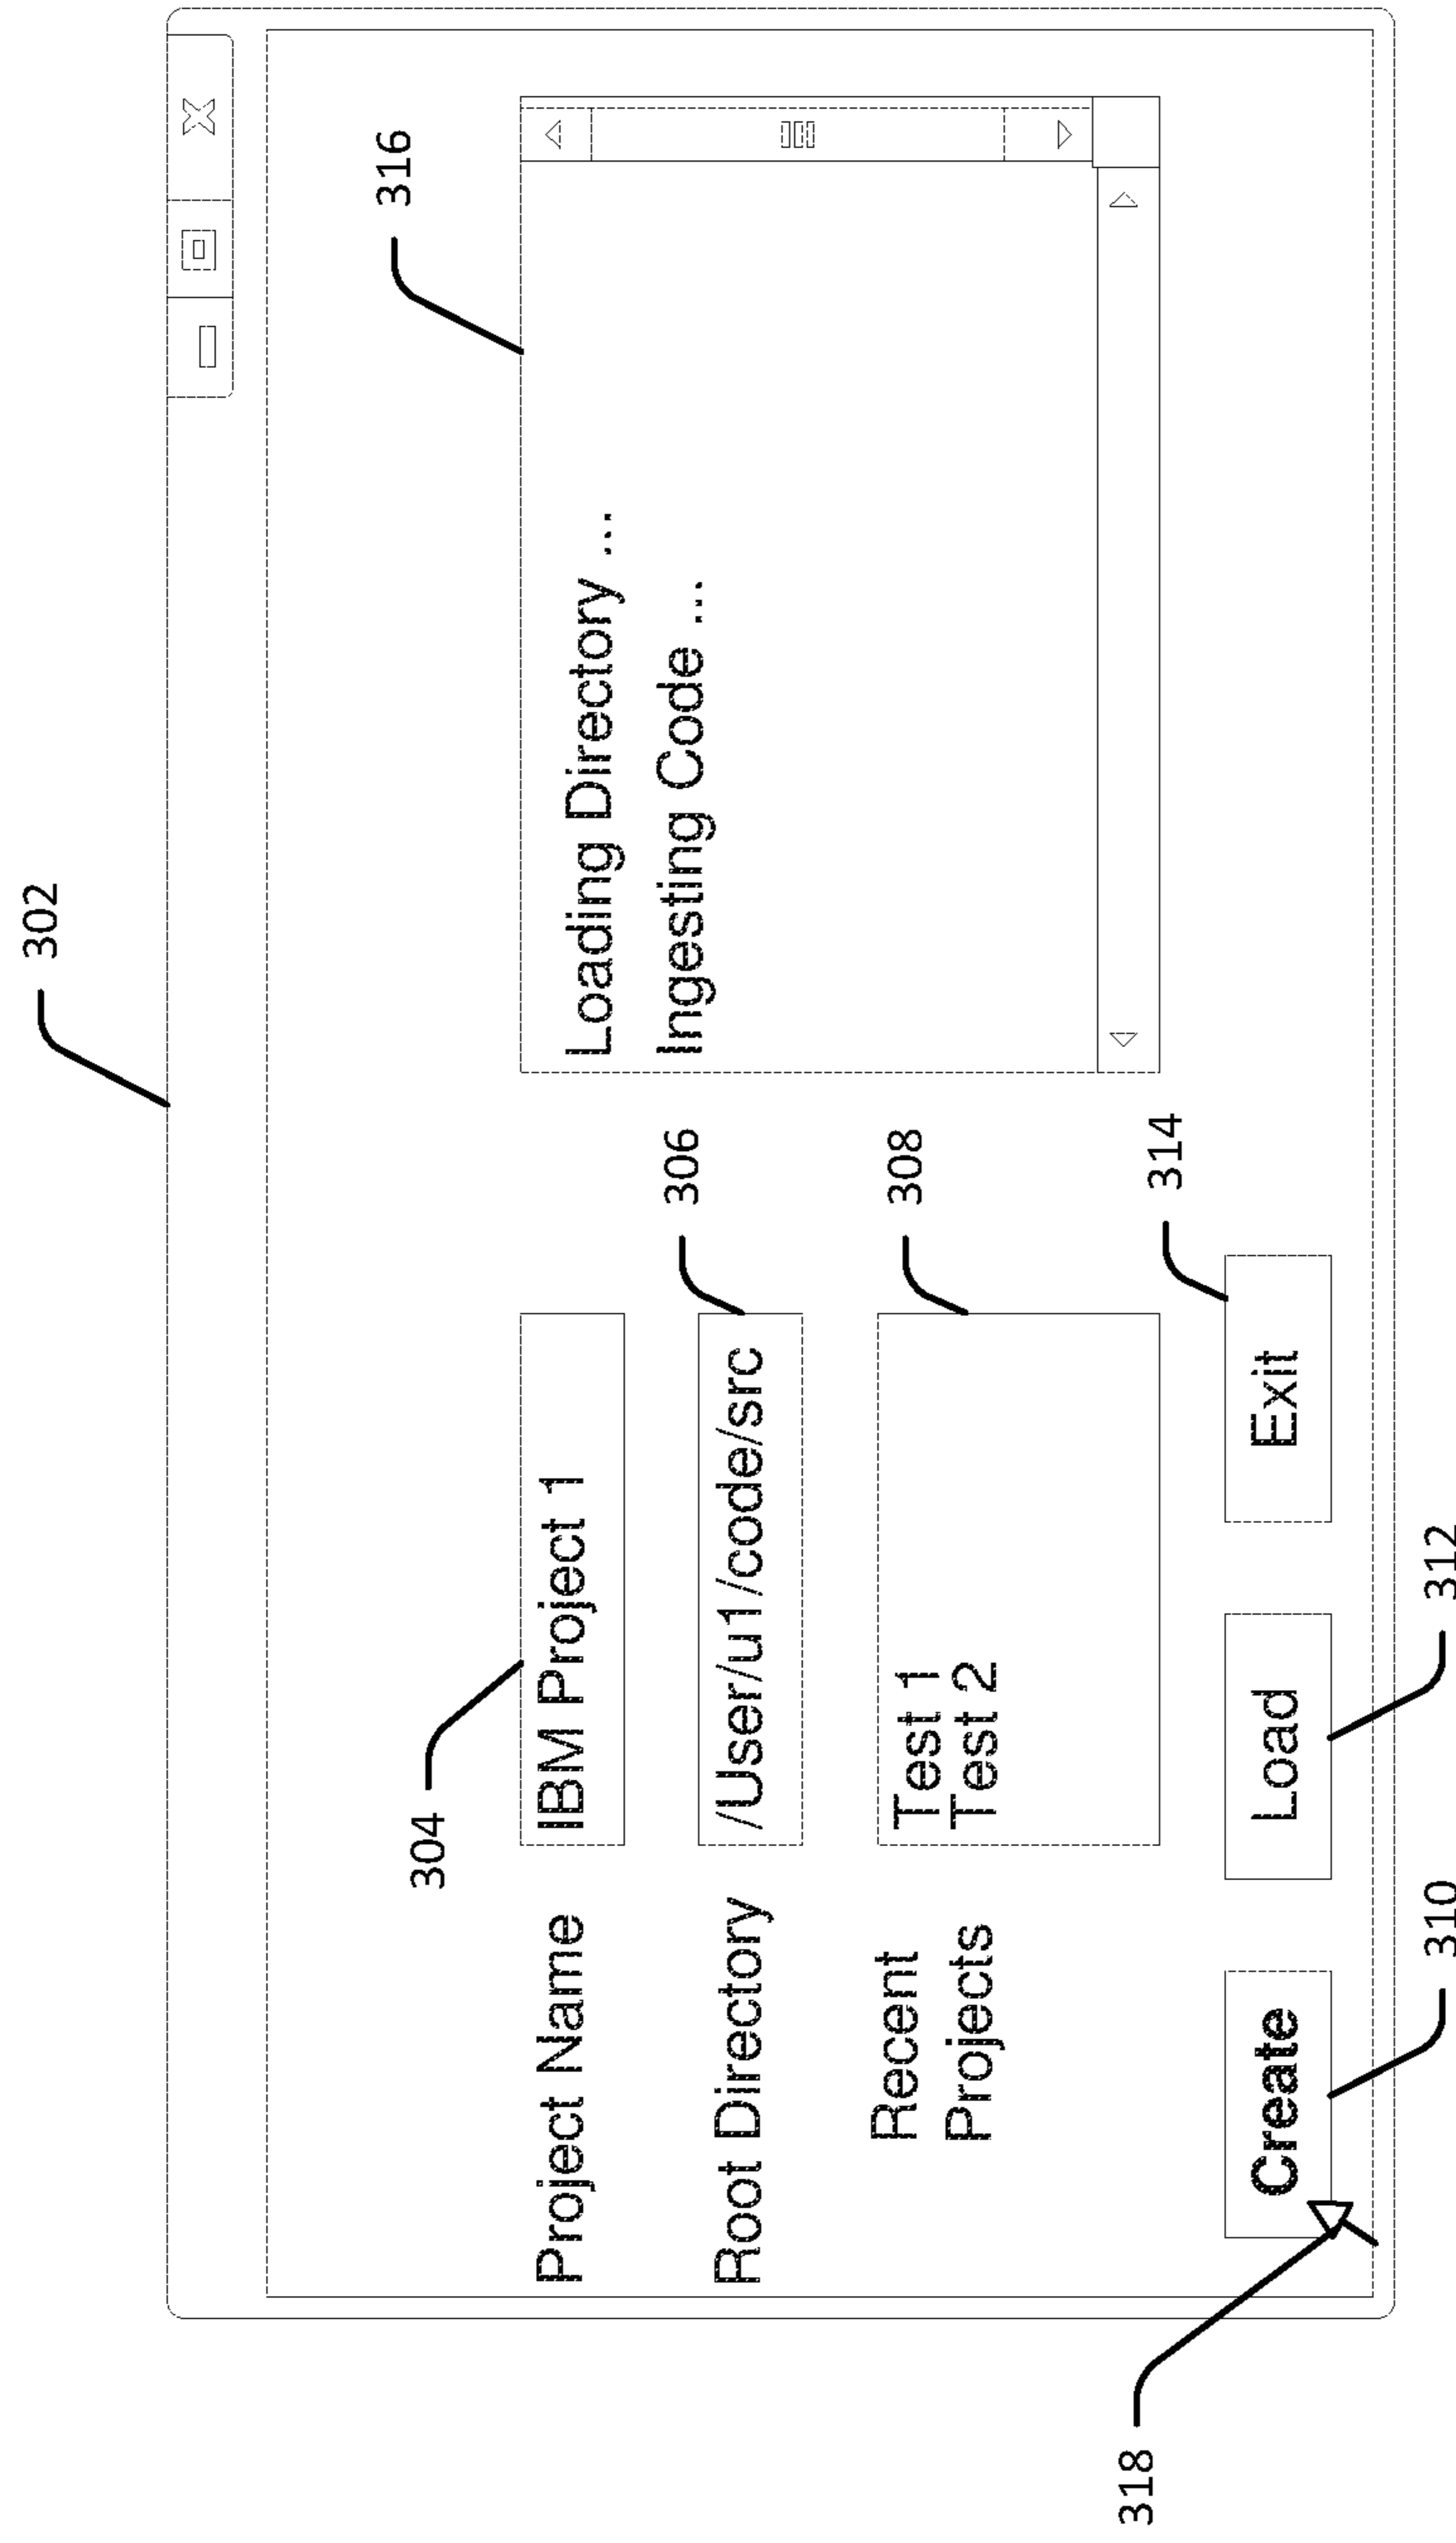 302
316
304
Project Name
IBM Project 1
Loading Directory ...
Ingesting Code ...
306
Root Directory
/User/u1/code/src
308
Recent
Projects
Test 1
Test 2
314
318
Create
Load
Exit
310
312